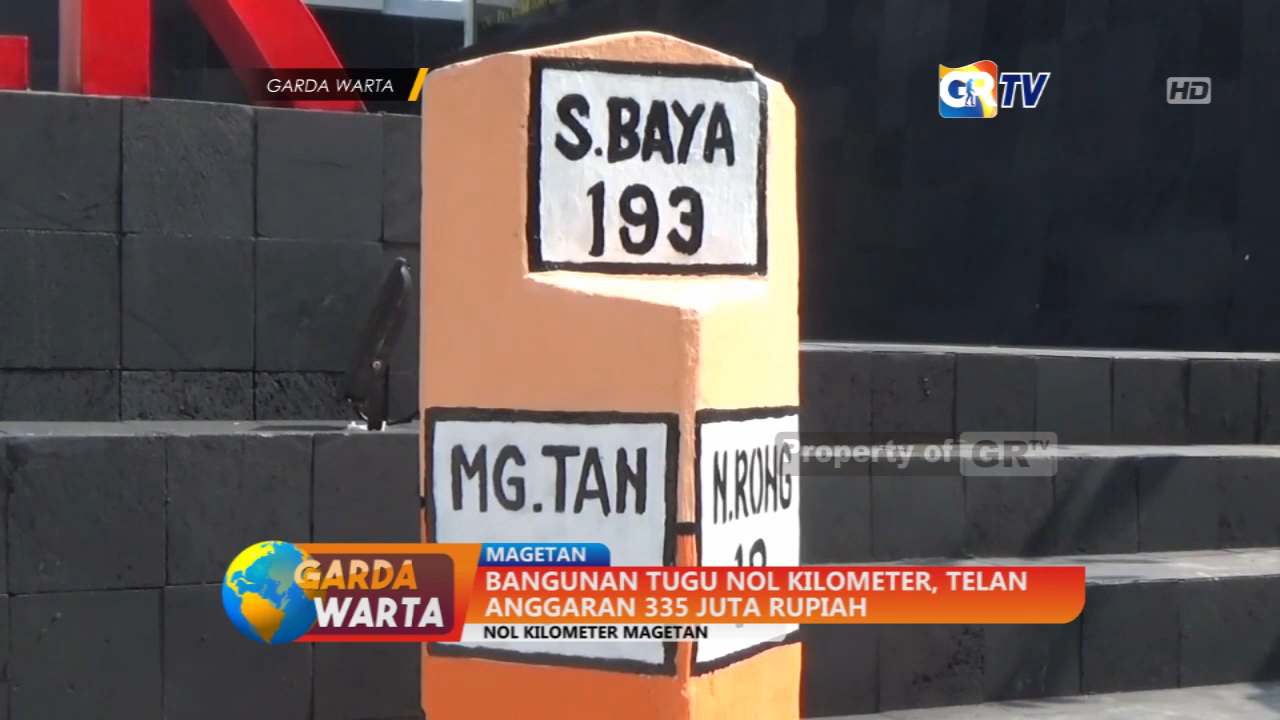 GARDA WARTA
GRTV
HD
S.BAYA
193
MG.TAN
N.RONG
Property of GRTV
GARDA
WARTA
MAGETAN
BANGUNAN TUGU NOL KILOMETER, TELAN
ANGGARAN 335 JUTA RUPIAH
NOL KILOMETER MAGETAN